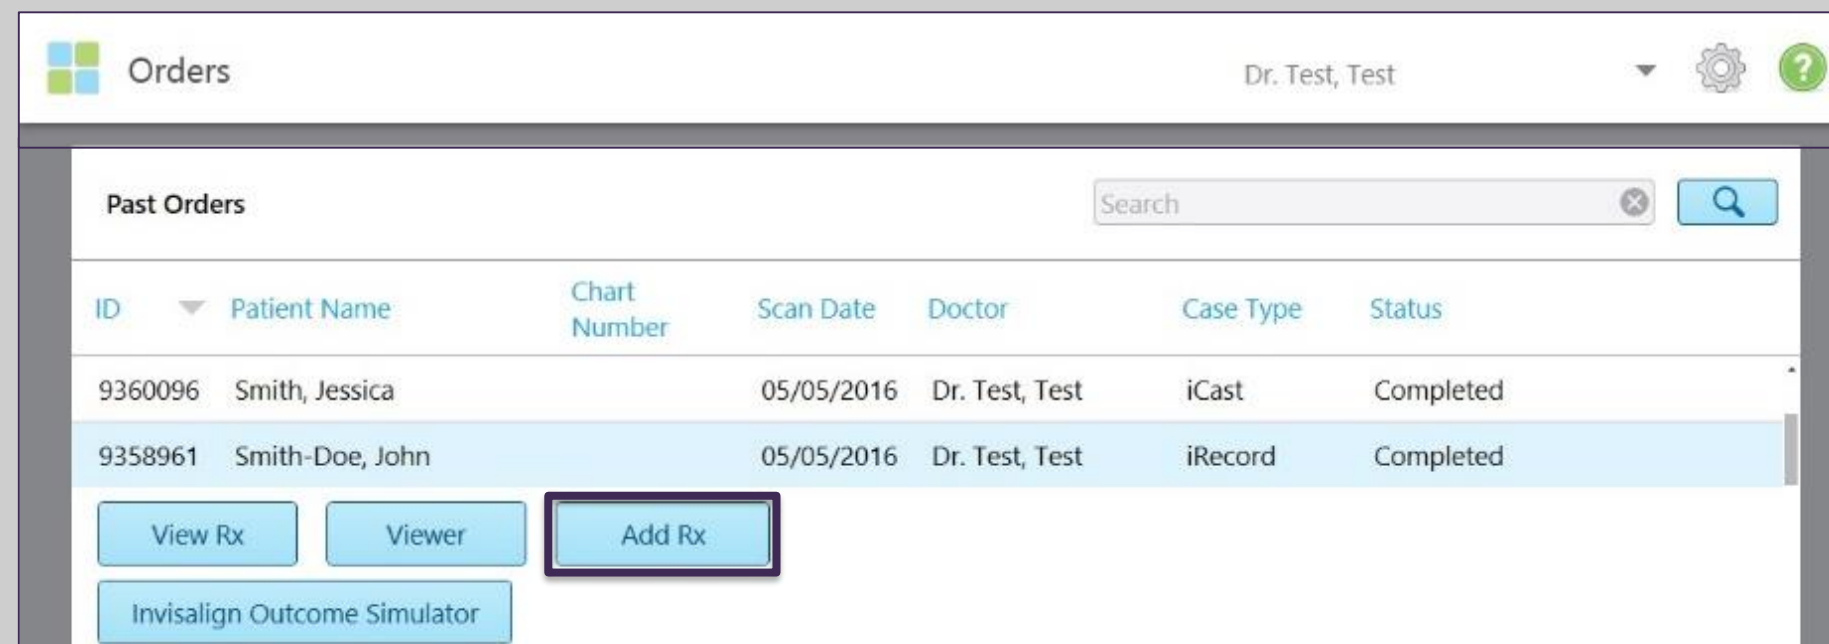 Orders
Dr. Test, Test
?
Past Orders
Search
ID Patient Name Chart Number Scan Date Doctor Case Type Status
9360096 Smith, Jessica 05/05/2016 Dr. Test, Test iCast Completed
9358961 Smith-Doe, John 05/05/2016 Dr. Test, Test iRecord Completed
View Rx Viewer Add Rx
Invisalign Outcome Simulator